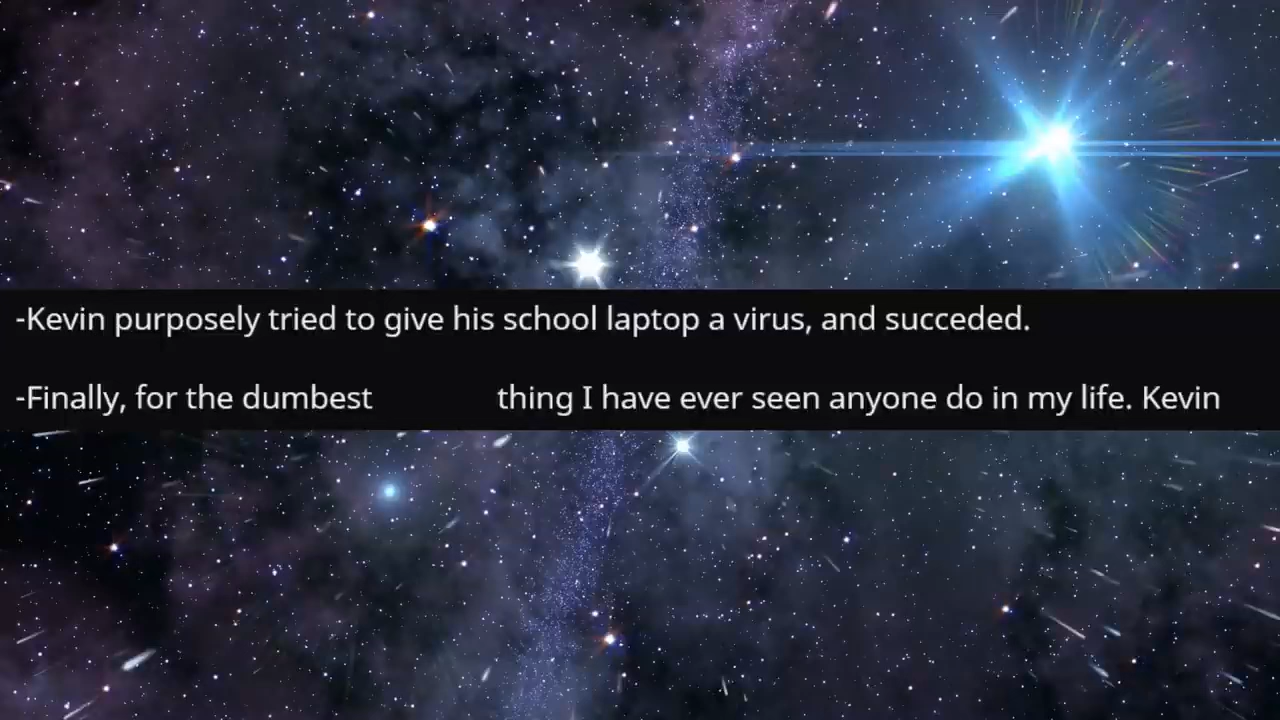 -Kevin purposely tried to give his school laptop a virus, and succeded.
-Finally, for the dumbest thing I have ever seen anyone do in my life. Kevin